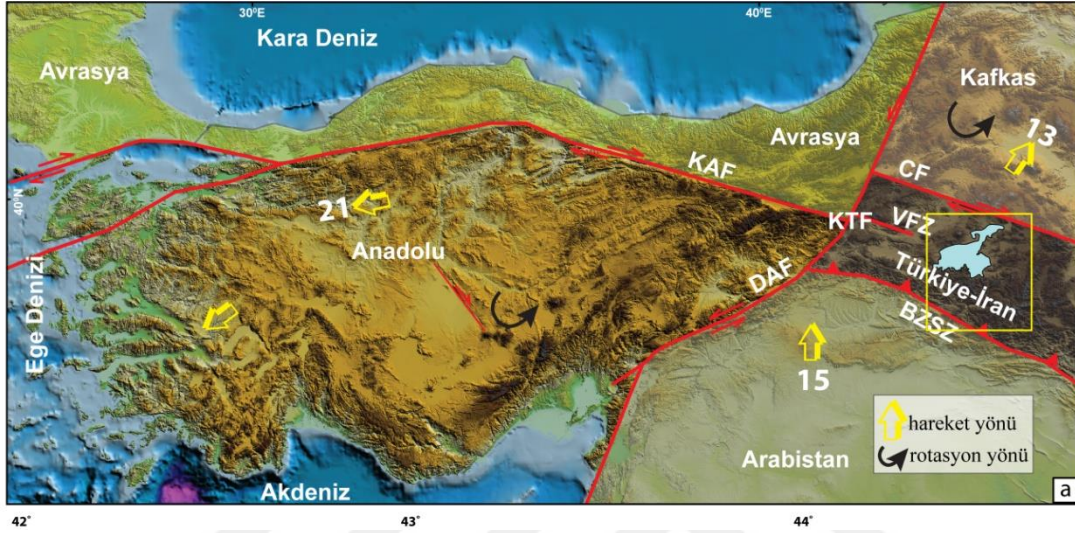 30°E
40°E
Kara Deniz
Avrasya
Kafkas
13
Avrasya
KAF
CF
40°N
21
KTF
VFZ
Anadolu
Türkiye-İran
DAF
BZSZ
Ege Denizi
15
hareket yönü
rotasyon yönü
Arabistan
Akdeniz
a
42°
43°
44°